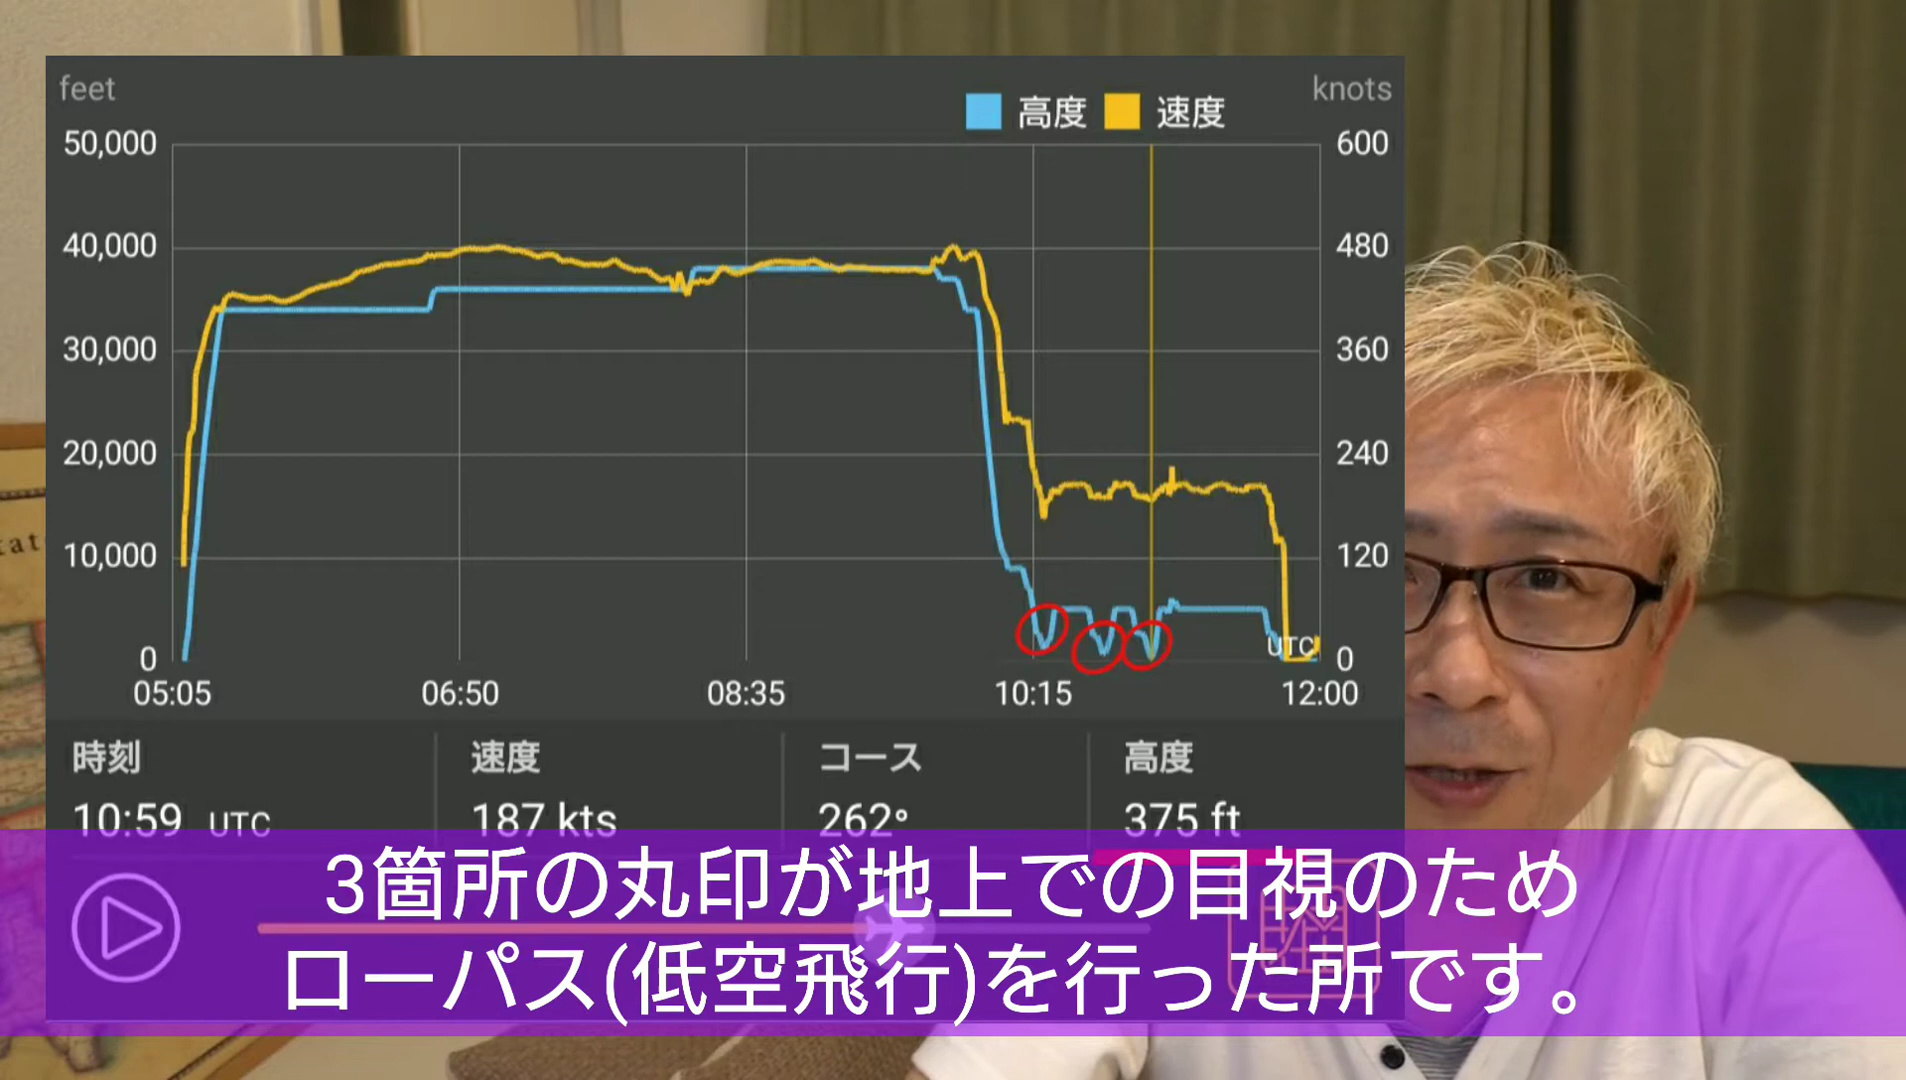 feet
knots
高度 速度
50,000
600
40,000
480
30,000
360
20,000
240
10,000
120
0
UTC
0
05:05 06:50 08:35 10:15 12:00
時刻 速度 コース 高度
10:59 UTC 187 kts 262° 375 ft
3箇所の丸印が地上での目視のため
ローパス(低空飛行)を行った所です。